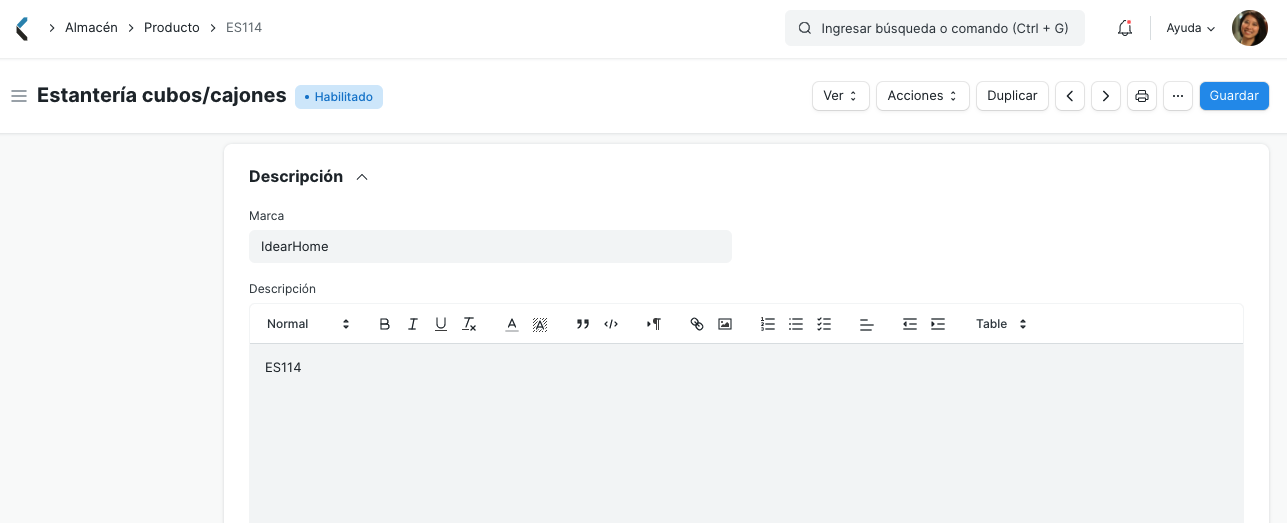 Almacén Producto ES114
Ingresar búsqueda o comando (Ctrl + G)
Ayuda
Estantería cubos/cajones
Habilitado
Ver
Acciones
Duplicar
Guardar
Descripción
Marca
IdearHome
Descripción
Normal
Table
ES114